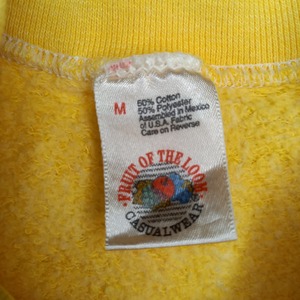 M
50% Cotton
50% Polyester
Assembled in Mexico
of U.S.A. Fabric
Care on Reverse
FRUIT OF THE LOOM
CASUALWEAR